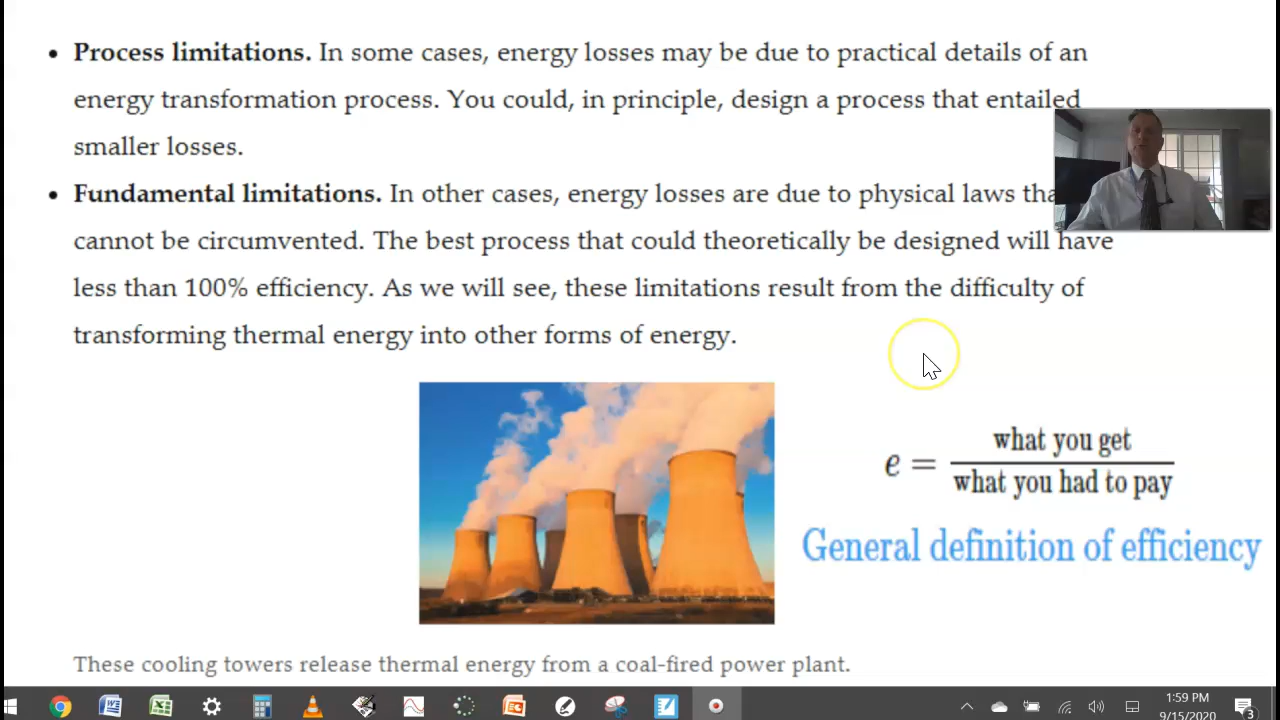 • Process limitations. In some cases, energy losses may be due to practical details of an
energy transformation process. You could, in principle, design a process that entailed
smaller losses.
• Fundamental limitations. In other cases, energy losses are due to physical laws tha
cannot be circumvented. The best process that could theoretically be designed will have
less than 100% efficiency. As we will see, these limitations result from the difficulty of
transforming thermal energy into other forms of energy.
e = what you get
what you had to pay
General definition of efficiency
These cooling towers release thermal energy from a coal-fired power plant.
1:59 PM
9/15/2020
3